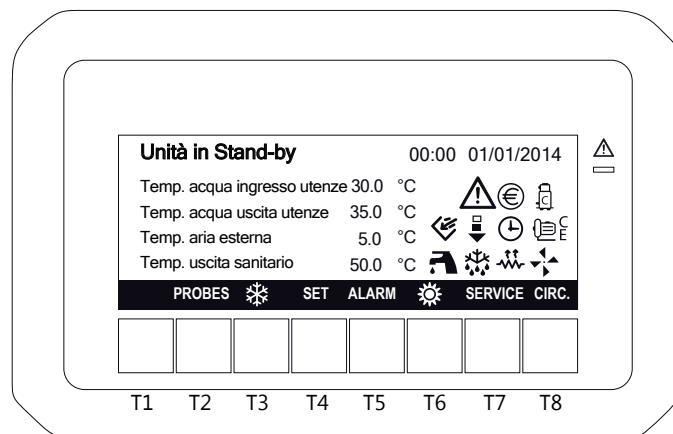 Unità in Stand-by 00:00 01/01/2014
Temp. acqua ingresso utenze 30.0 °C
Temp. acqua uscita utenze 35.0 °C
Temp. aria esterna 5.0 °C
Temp. uscita sanitario 50.0 °C
€ C
C
E
PROBES SET ALARM SERVICE CIRC.
T1 T2 T3 T4 T5 T6 T7 T8